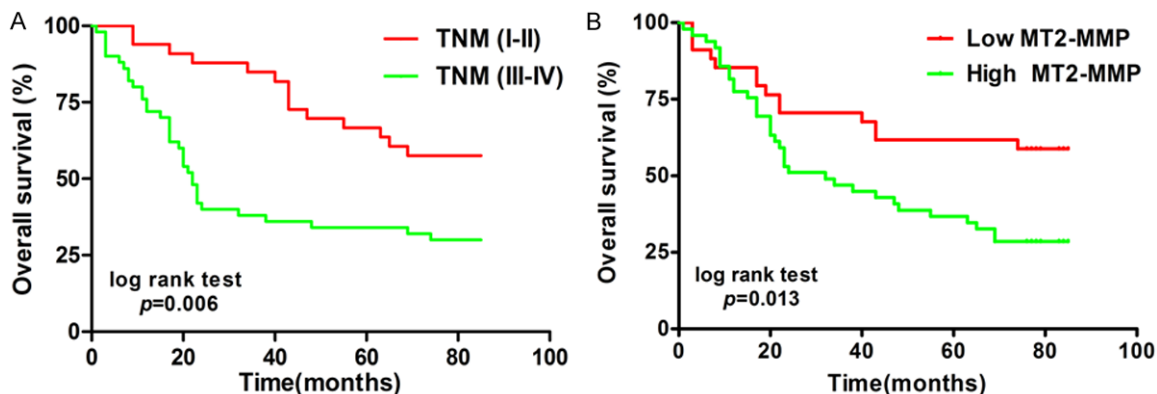 A
Overall survival (%)
100
75
50
25
0
TNM (I-II)
TNM (III-IV)
log rank test
p=0.006
0 20 40 60 80 100
Time(months)
B
Overall survival (%)
100
75
50
25
0
Low MT2-MMP
High MT2-MMP
log rank test
p=0.013
0 20 40 60 80 100
Time(months)